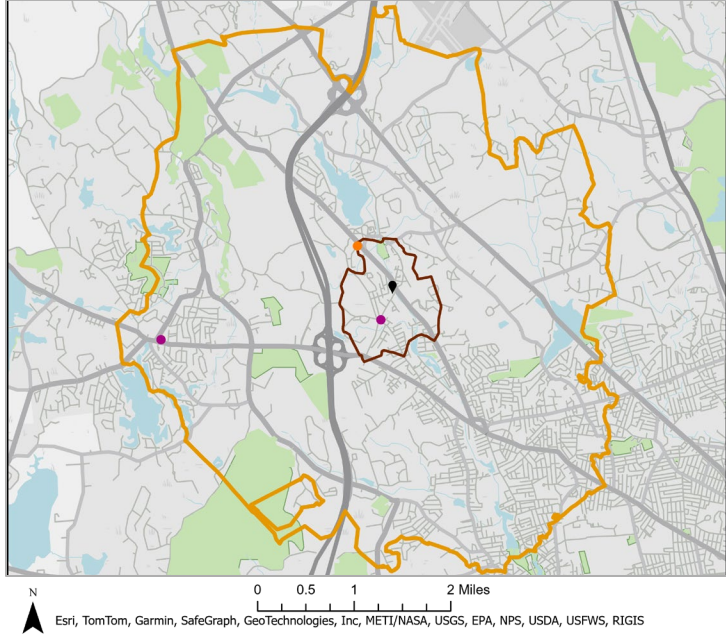 N
0 0.5 1 2 Miles
Esri, TomTom, Garmin, SafeGraph, GeoTechnologies, Inc, METI/NASA, USGS, EPA, NPS, USDA, USFWS, RIGIS